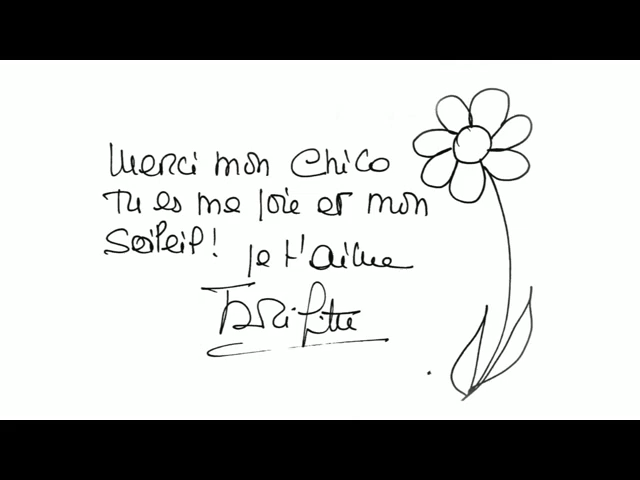 Merci mon Chico
Tu es ma joie et mon
Soleil !
je t'aime
Brigitte